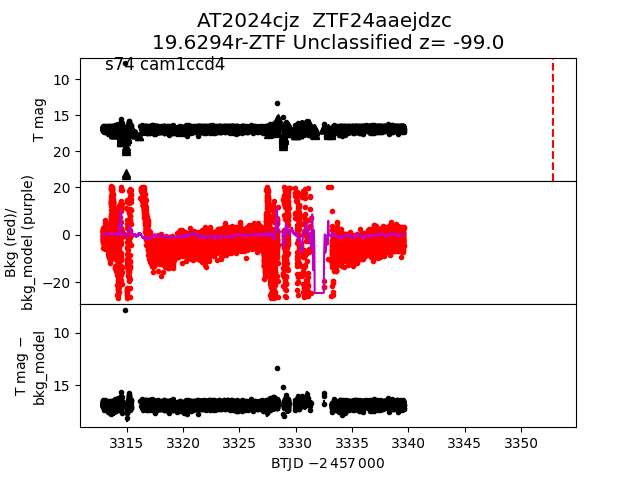 AT2024cjz  ZTF24aaejdzc
19.6294r-ZTF Unclassified z= -99.0
s74 cam1ccd4
T mag
10
15
20
Bkg (red)/
bkg_model (purple)
20
0
−20
T mag −
bkg_model
10
15
3315 3320 3325 3330 3335 3340 3345 3350
BTJD −2 457 000